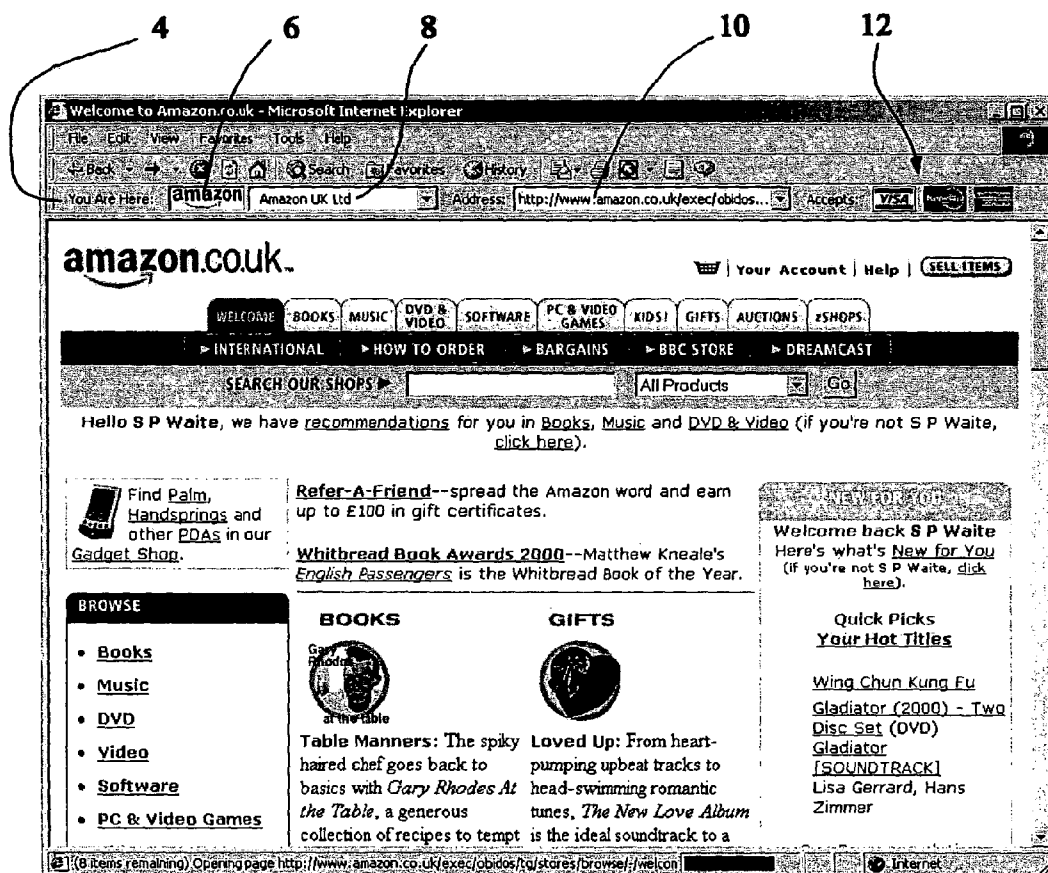 4 6 8 10 12
Welcome to Amazon.co.uk - Microsoft Internet Explorer
File Edit View Favorites Tools Help
Back Search Favorites History
You Are Here: amazon Amazon UK Ltd Address: http://www.amazon.co.uk/exec/obidos... Accepts: VISA
amazon.co.uk
Your Account | Help | SELL ITEMS
WELCOME BOOKS MUSIC DVD & VIDEO SOFTWARE PC & VIDEO GAMES KIDS! GIFTS AUCTIONS zSHOPS
INTERNATIONAL HOW TO ORDER BARGAINS BBC STORE DREAMCAST
SEARCH OUR SHOPS All Products Go
Hello S P Waite, we have recommendations for you in Books, Music and DVD & Video (if you're not S P Waite,
click here).
Find Palm,
Handsprings and
other PDAs in our
Gadget Shop.
Refer-A-Friend--spread the Amazon word and earn
up to £100 in gift certificates.
Whitbread Book Awards 2000--Matthew Kneale's
English Passengers is the Whitbread Book of the Year.
BROWSE
• Books
• Music
• DVD
• Video
• Software
• PC & Video Games
BOOKS
Gary
Rhodes
at the table
Table Manners: The spiky
haired chef goes back to
basics with Gary Rhodes At
the Table, a generous
collection of recipes to tempt
GIFTS
Loved Up: From heart-
pumping upbeat tracks to
head-swimming romantic
tunes, The New Love Album
is the ideal soundtrack to a
NEW FOR YOU
Welcome back S P Waite
Here's what's New for You
(if you're not S P Waite, click
here).
Quick Picks
Your Hot Titles
Wing Chun Kung Fu
Gladiator (2000) - Two
Disc Set (DVD)
Gladiator
[SOUNDTRACK]
Lisa Gerrard, Hans
Zimmer
(8 items remaining) Opening page http://www.amazon.co.uk/exec/obidos/tg/stores/browse/-/welcon Internet